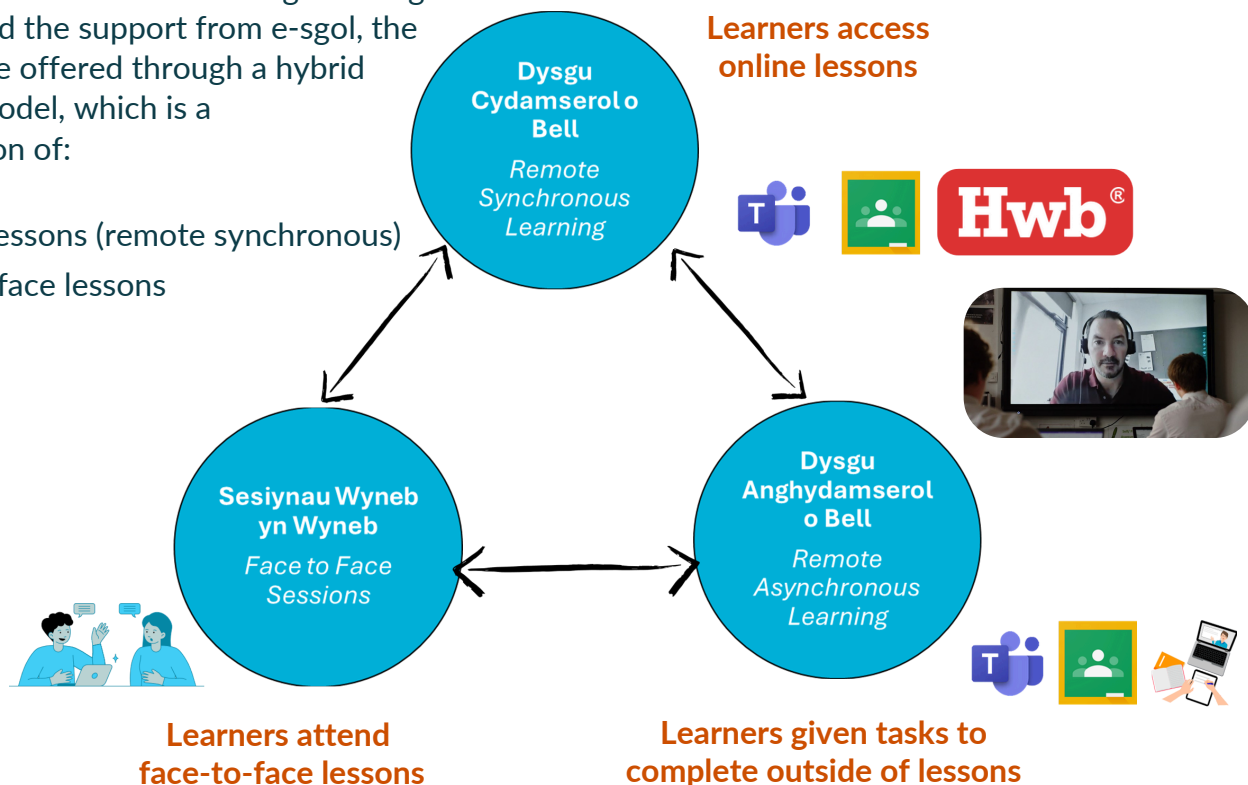 d the support from e-sgol, the
e offered through a hybrid
odel, which is a
on of:
essons (remote synchronous)
face lessons
Learners access
online lessons
Dysgu
Cydamserol o
Bell
Remote
Synchronous
Learning
T
Hwb®
Sesiynau Wyneb
yn Wyneb
Face to Face
Sessions
Dysgu
Anghydamserol
o Bell
Remote
Asynchronous
Learning
T
Learners attend
face-to-face lessons
Learners given tasks to
complete outside of lessons